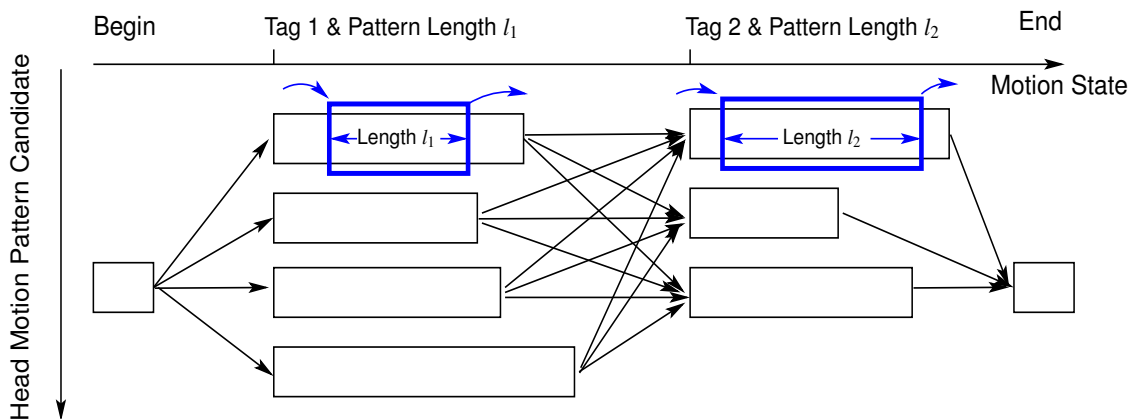 Begin
Tag 1 & Pattern Length l₁
Tag 2 & Pattern Length l₂
End
Motion State
Length l₁
Length l₂
Head Motion Pattern Candidate